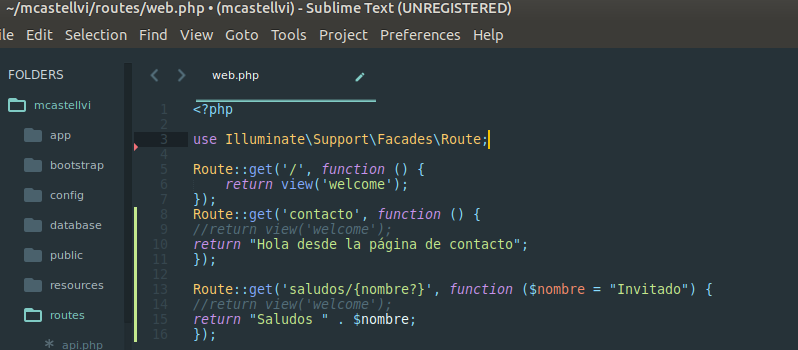 ~/mcastellvi/routes/web.php • (mcastellvi) - Sublime Text (UNREGISTERED)
ile Edit Selection Find View Goto Tools Project Preferences Help
FOLDERS
mcastellvi
app
bootstrap
config
database
public
resources
routes
api.php
web.php
1 <?php
2
3 use Illuminate\Support\Facades\Route;
4
5 Route::get('/', function () {
6 return view('welcome');
7 });
8 Route::get('contacto', function () {
9 //return view('welcome');
10 return "Hola desde la página de contacto";
11 });
12
13 Route::get('saludos/{nombre?}', function ($nombre = "Invitado") {
14 //return view('welcome');
15 return "Saludos " . $nombre;
16 });